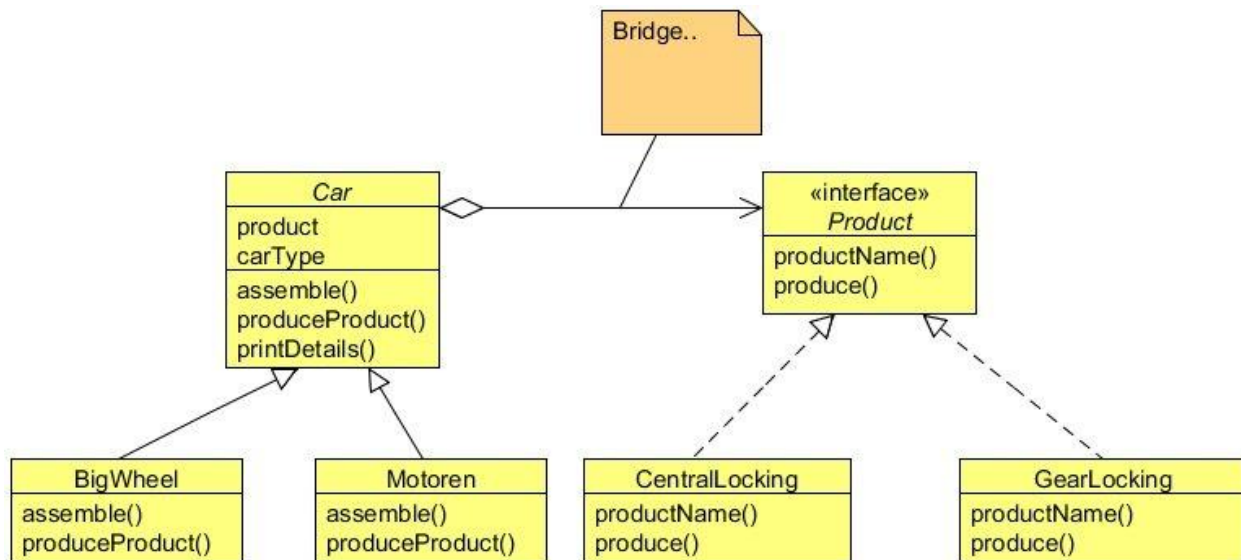 Bridge..
Car
product
carType
assemble()
produceProduct()
printDetails()
«interface»
Product
productName()
produce()
BigWheel
assemble()
produceProduct()
Motoren
assemble()
produceProduct()
CentralLocking
productName()
produce()
GearLocking
productName()
produce()